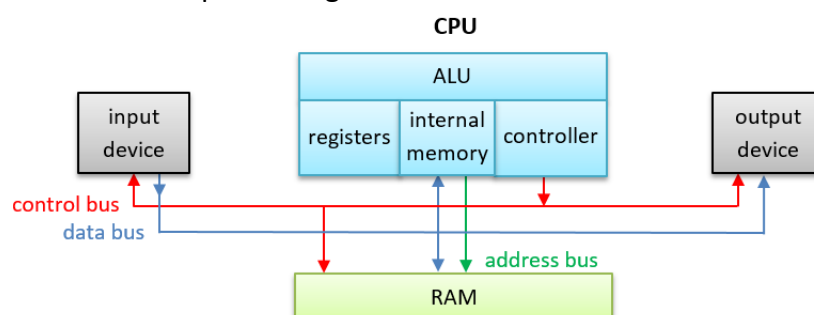 CPU
ALU
input
device
registers
internal
memory
controller
output
device
control bus
data bus
address bus
RAM